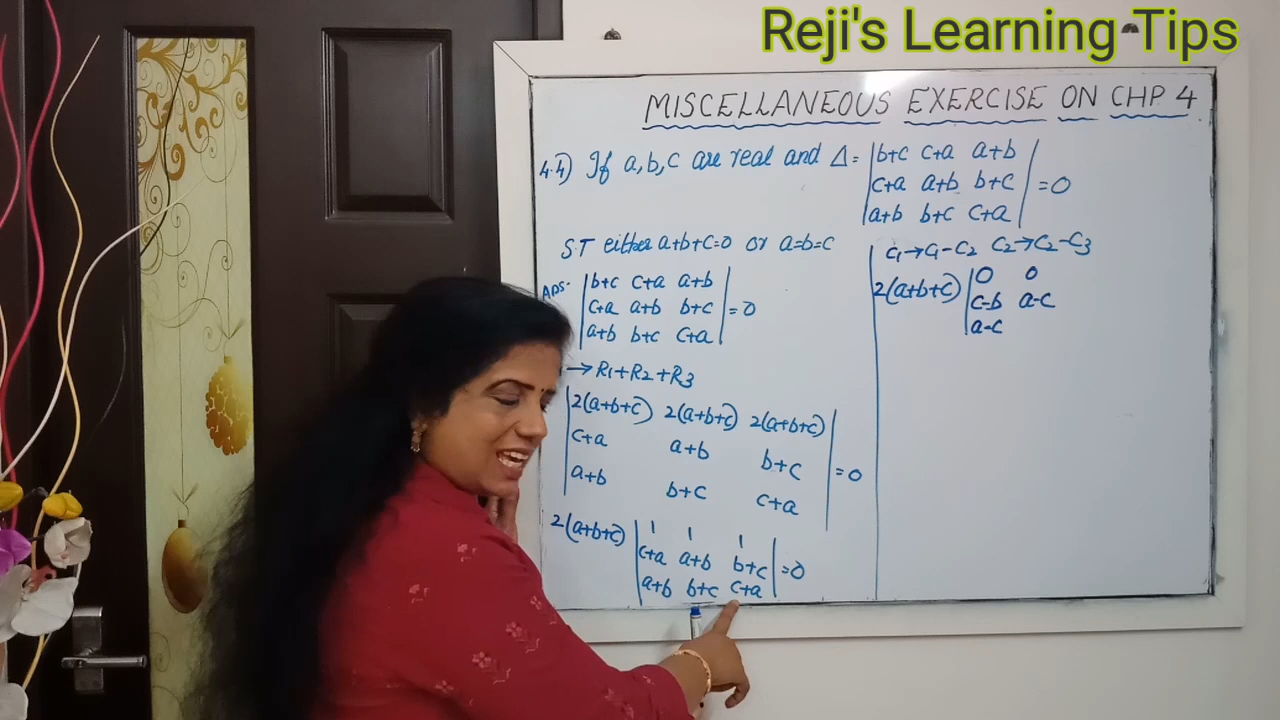 Reji's Learning Tips
MISCELLANEOUS EXERCISE ON CHP 4
4.4) If a,b,c are real and Δ= |b+c c+a a+b|
|c+a a+b b+c| =0
|a+b b+c c+a|
S.T either a+b+c=0 or a=b=c
Ans- |b+c c+a a+b|
|c+a a+b b+c| =0
|a+b b+c c+a|
→R1+R2+R3
|2(a+b+c) 2(a+b+c) 2(a+b+c)|
|c+a a+b b+c| =0
|a+b b+c c+a|
2(a+b+c) |1 1 1|
|c+a a+b b+c| =0
|a+b b+c c+a|
C1→C1-C2 C2→C2-C3
2(a+b+c) |0 0
|c-b a-c
|a-c